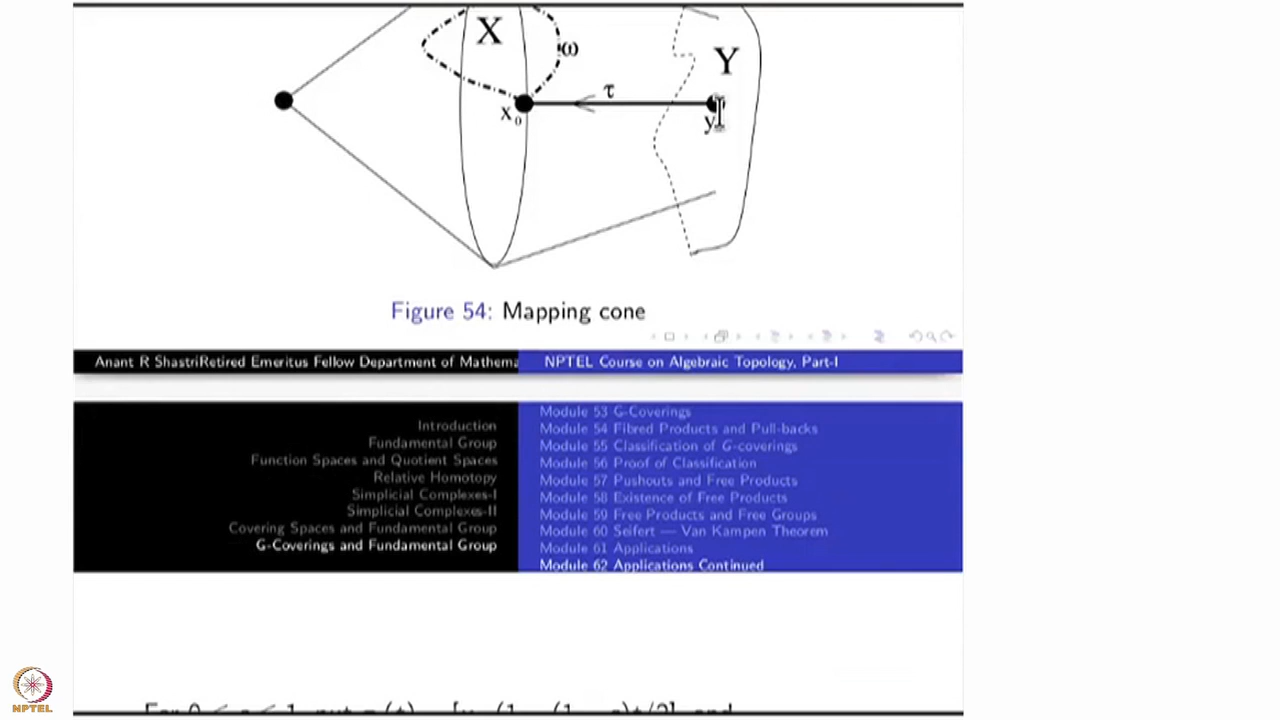 X
ω
Y
τ
x₀
y
Figure 54: Mapping cone
Anant R ShastriRetired Emeritus Fellow Department of Mathema
NPTEL Course on Algebraic Topology, Part-I
Introduction
Fundamental Group
Function Spaces and Quotient Spaces
Relative Homotopy
Simplicial Complexes-I
Simplicial Complexes-II
Covering Spaces and Fundamental Group
G-Coverings and Fundamental Group
Module 53 G-Coverings
Module 54 Fibred Products and Pull-backs
Module 55 Classification of G-coverings
Module 56 Proof of Classification
Module 57 Pushouts and Free Products
Module 58 Existence of Free Products
Module 59 Free Products and Free Groups
Module 60 Seifert — Van Kampen Theorem
Module 61 Applications
Module 62 Applications Continued
NPTEL